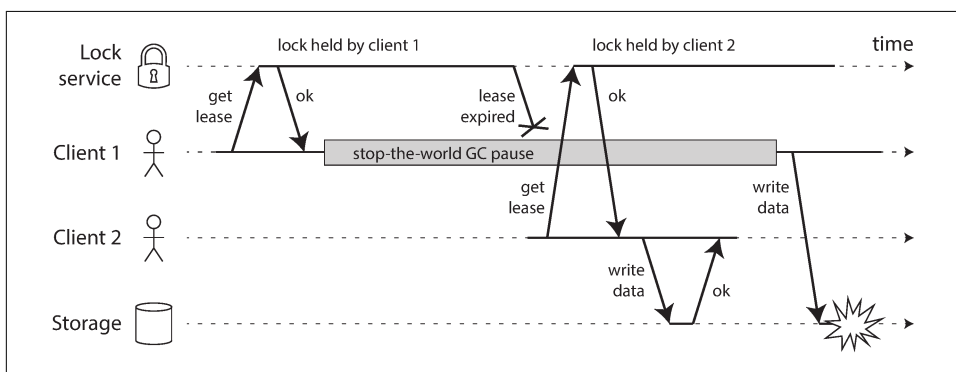 lock held by client 1
lock held by client 2
time
Lock
service
get
lease
ok
lease
expired
ok
Client 1
stop-the-world GC pause
get
lease
write
data
Client 2
write
data
ok
Storage